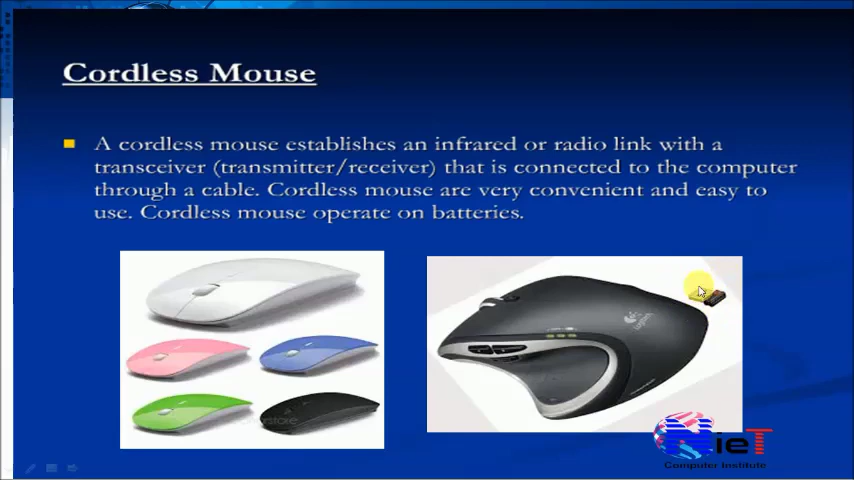 Cordless Mouse
A cordless mouse establishes an infrared or radio link with a
transceiver (transmitter/receiver) that is connected to the computer
through a cable. Cordless mouse are very convenient and easy to
use. Cordless mouse operate on batteries.
Logitech
NieT
Computer Institute